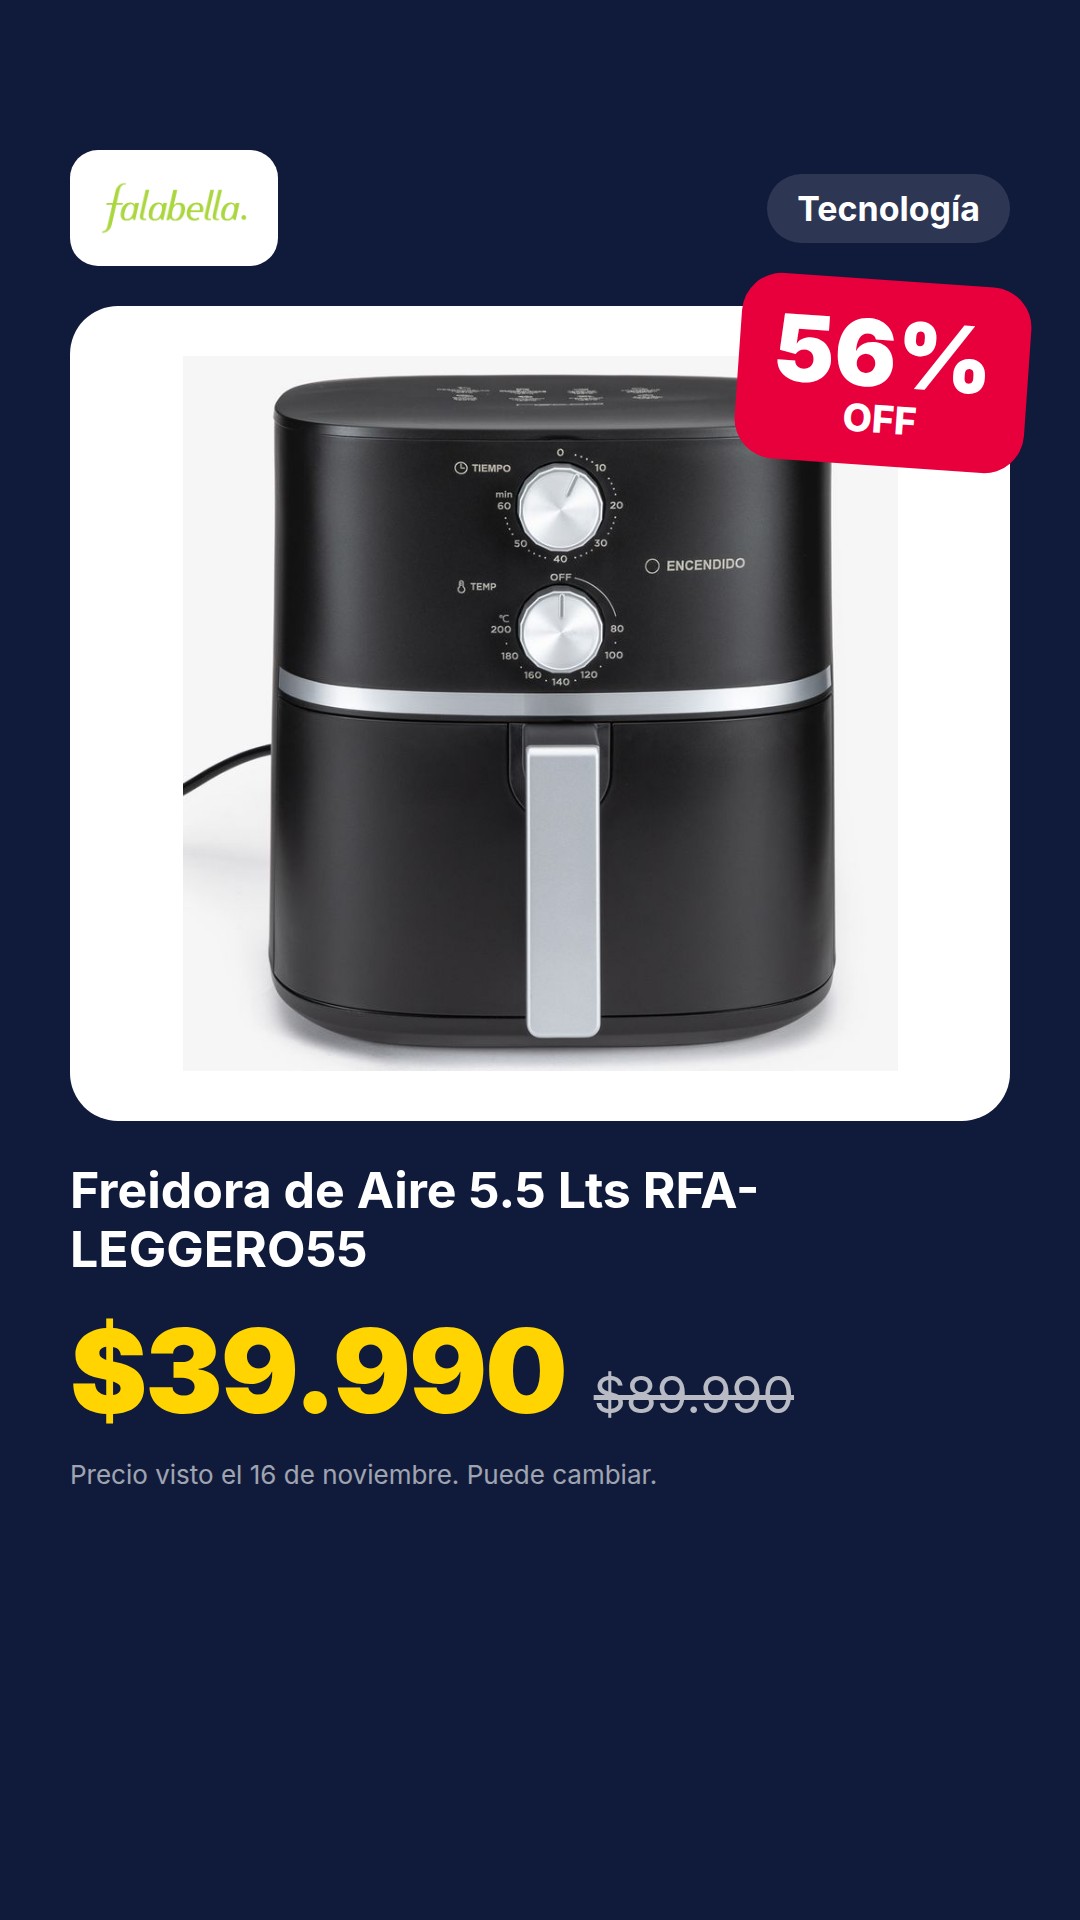 falabella.
Tecnología
56%
OFF
TIEMPO
0
10
20
30
40
50
min
60
ENCENDIDO
TEMP
OFF
80
100
120
140
160
180
°C
200
Freidora de Aire 5.5 Lts RFA-
LEGGERO55
$39.990 $89.990
Precio visto el 16 de noviembre. Puede cambiar.